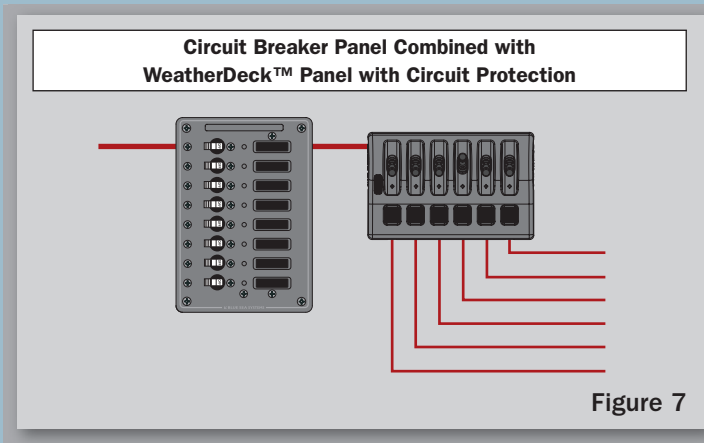 Circuit Breaker Panel Combined with
WeatherDeck™ Panel with Circuit Protection
Figure 7